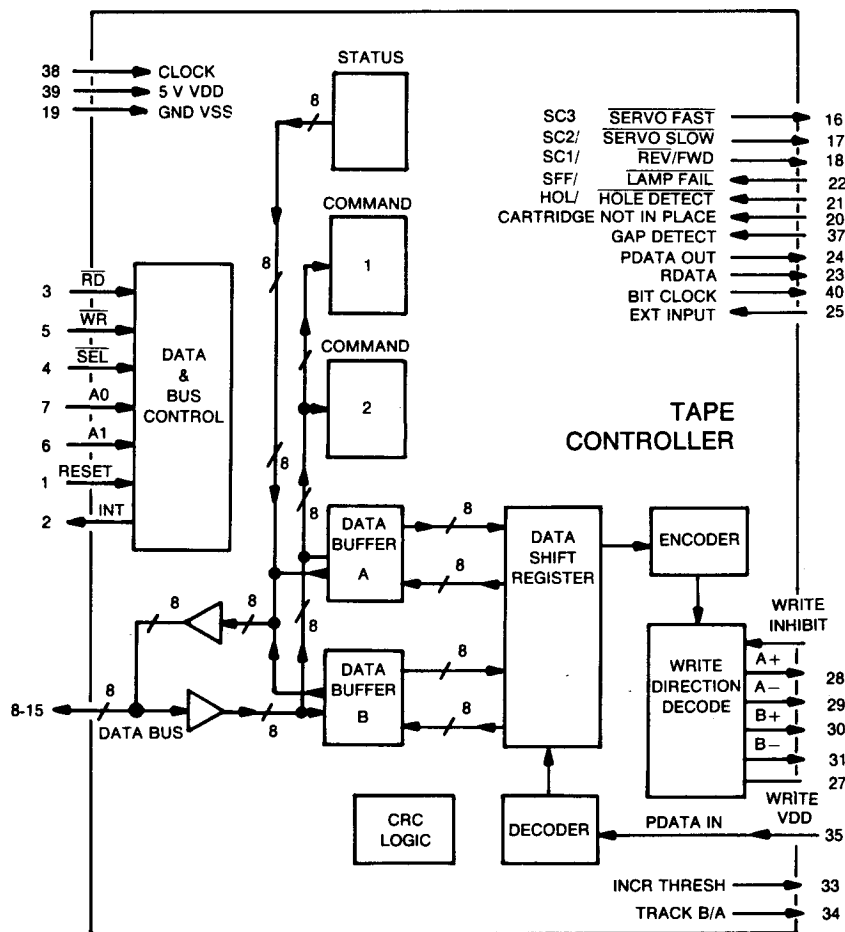 STATUS
38 CLOCK
39 5 V VDD
19 GND VSS
8
SC3 SERVO FAST 16
SC2/ SERVO SLOW 17
SC1/ REV/FWD 18
SFF/ LAMP FAIL 22
HOL/ HOLE DETECT 21
CARTRIDGE NOT IN PLACE 20
GAP DETECT 37
PDATA OUT 24
RDATA 23
BIT CLOCK 40
EXT INPUT 25
COMMAND
1
8
8
3 RD
5 WR
4 SEL
7 A0
6 A1
1 RESET
2 INT
DATA
&
BUS
CONTROL
COMMAND
2
8
TAPE
CONTROLLER
8
DATA
BUFFER
A
8
8
DATA
SHIFT
REGISTER
ENCODER
8
8
8
DATA
BUFFER
B
8
8
WRITE
INHIBIT
WRITE
DIRECTION
DECODE
A+ 28
A− 29
B+ 30
B− 31
27
WRITE
VDD
8-15 8
DATA BUS
8
CRC
LOGIC
DECODER
PDATA IN 35
INCR THRESH 33
TRACK B/A 34